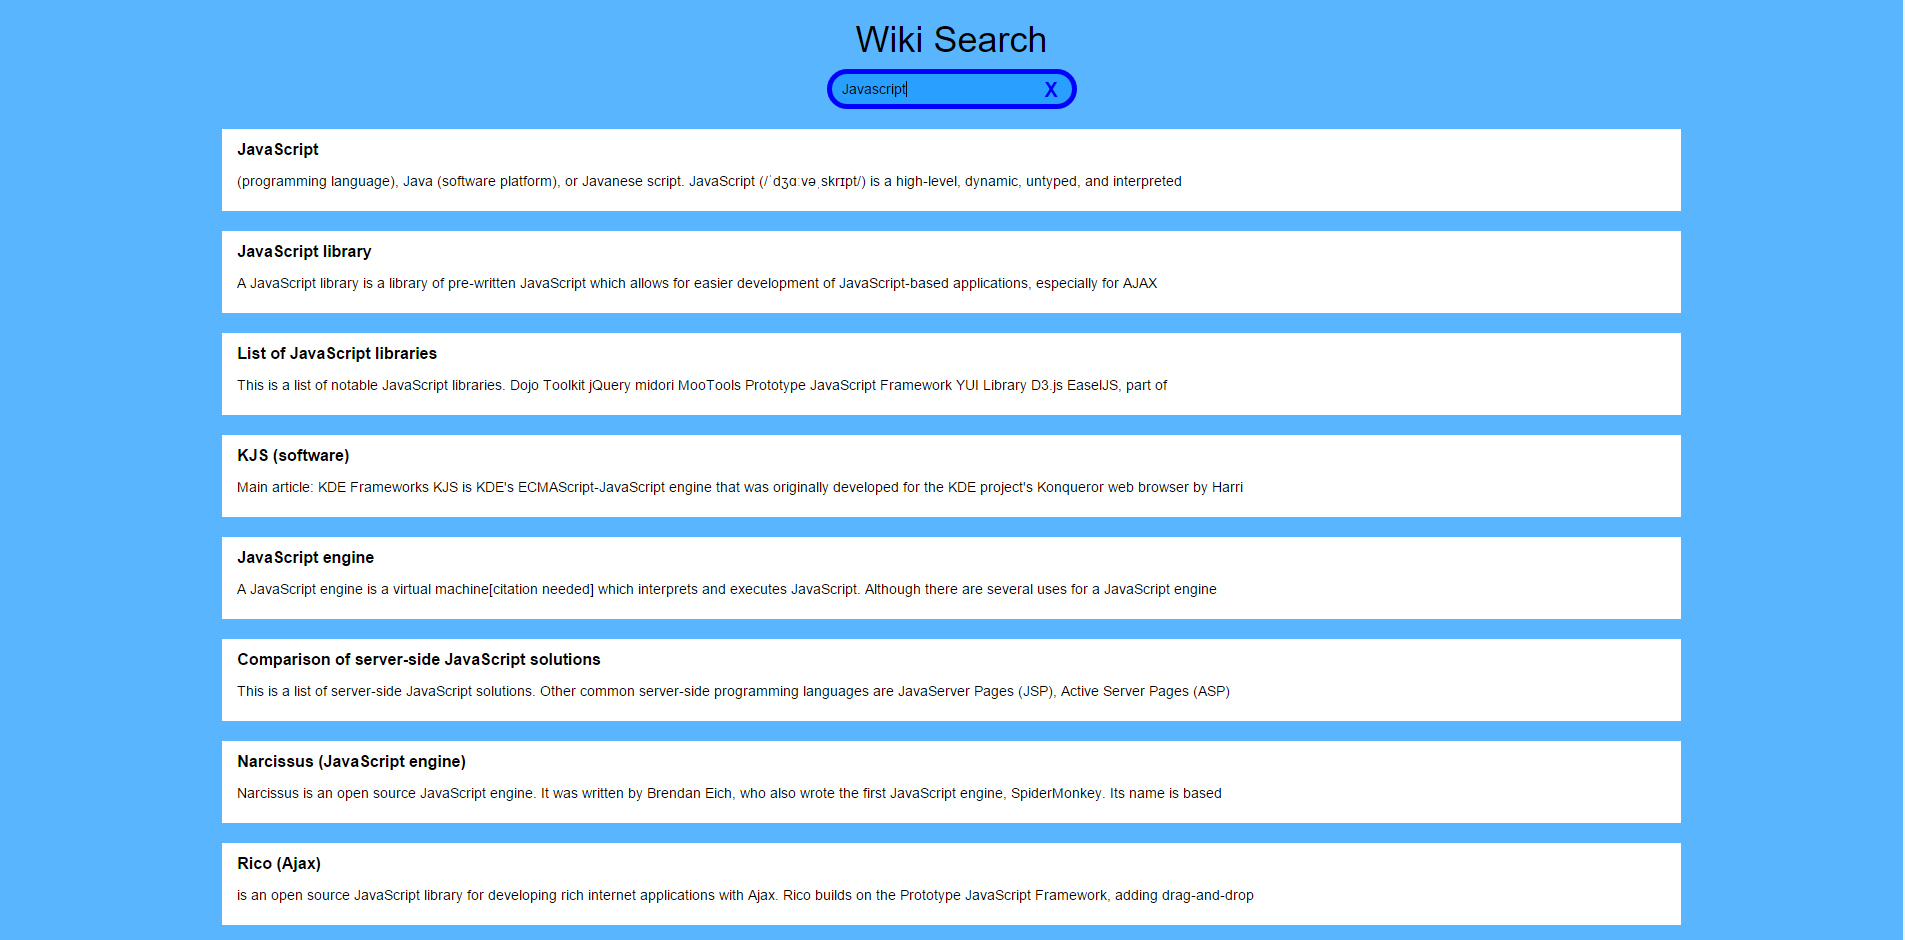 Wiki Search
Javascript X
JavaScript
(programming language), Java (software platform), or Javanese script. JavaScript (/ˈdʒɑːvəˌskrɪpt/) is a high-level, dynamic, untyped, and interpreted
JavaScript library
A JavaScript library is a library of pre-written JavaScript which allows for easier development of JavaScript-based applications, especially for AJAX
List of JavaScript libraries
This is a list of notable JavaScript libraries. Dojo Toolkit jQuery midori MooTools Prototype JavaScript Framework YUI Library D3.js EaselJS, part of
KJS (software)
Main article: KDE Frameworks KJS is KDE's ECMAScript-JavaScript engine that was originally developed for the KDE project's Konqueror web browser by Harri
JavaScript engine
A JavaScript engine is a virtual machine[citation needed] which interprets and executes JavaScript. Although there are several uses for a JavaScript engine
Comparison of server-side JavaScript solutions
This is a list of server-side JavaScript solutions. Other common server-side programming languages are JavaServer Pages (JSP), Active Server Pages (ASP)
Narcissus (JavaScript engine)
Narcissus is an open source JavaScript engine. It was written by Brendan Eich, who also wrote the first JavaScript engine, SpiderMonkey. Its name is based
Rico (Ajax)
is an open source JavaScript library for developing rich internet applications with Ajax. Rico builds on the Prototype JavaScript Framework, adding drag-and-drop